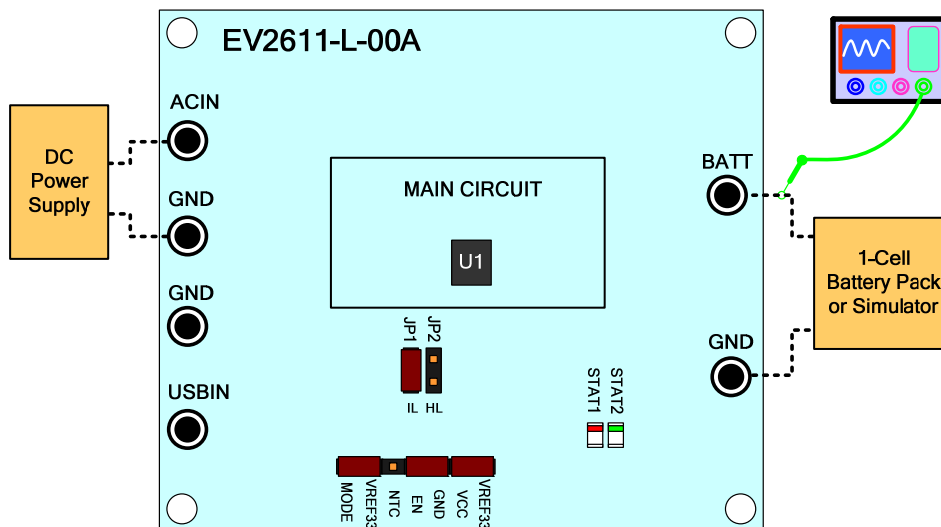 EV2611-L-00A
ACIN
DC
Power
Supply
GND
GND
USBIN
MAIN CIRCUIT
U1
BATT
1-Cell
Battery Pack
or Simulator
GND
JP1
JP2
IL
HL
STAT1
STAT2
MODE
VREF33
NTC
EN
GND
VCC
VREF33